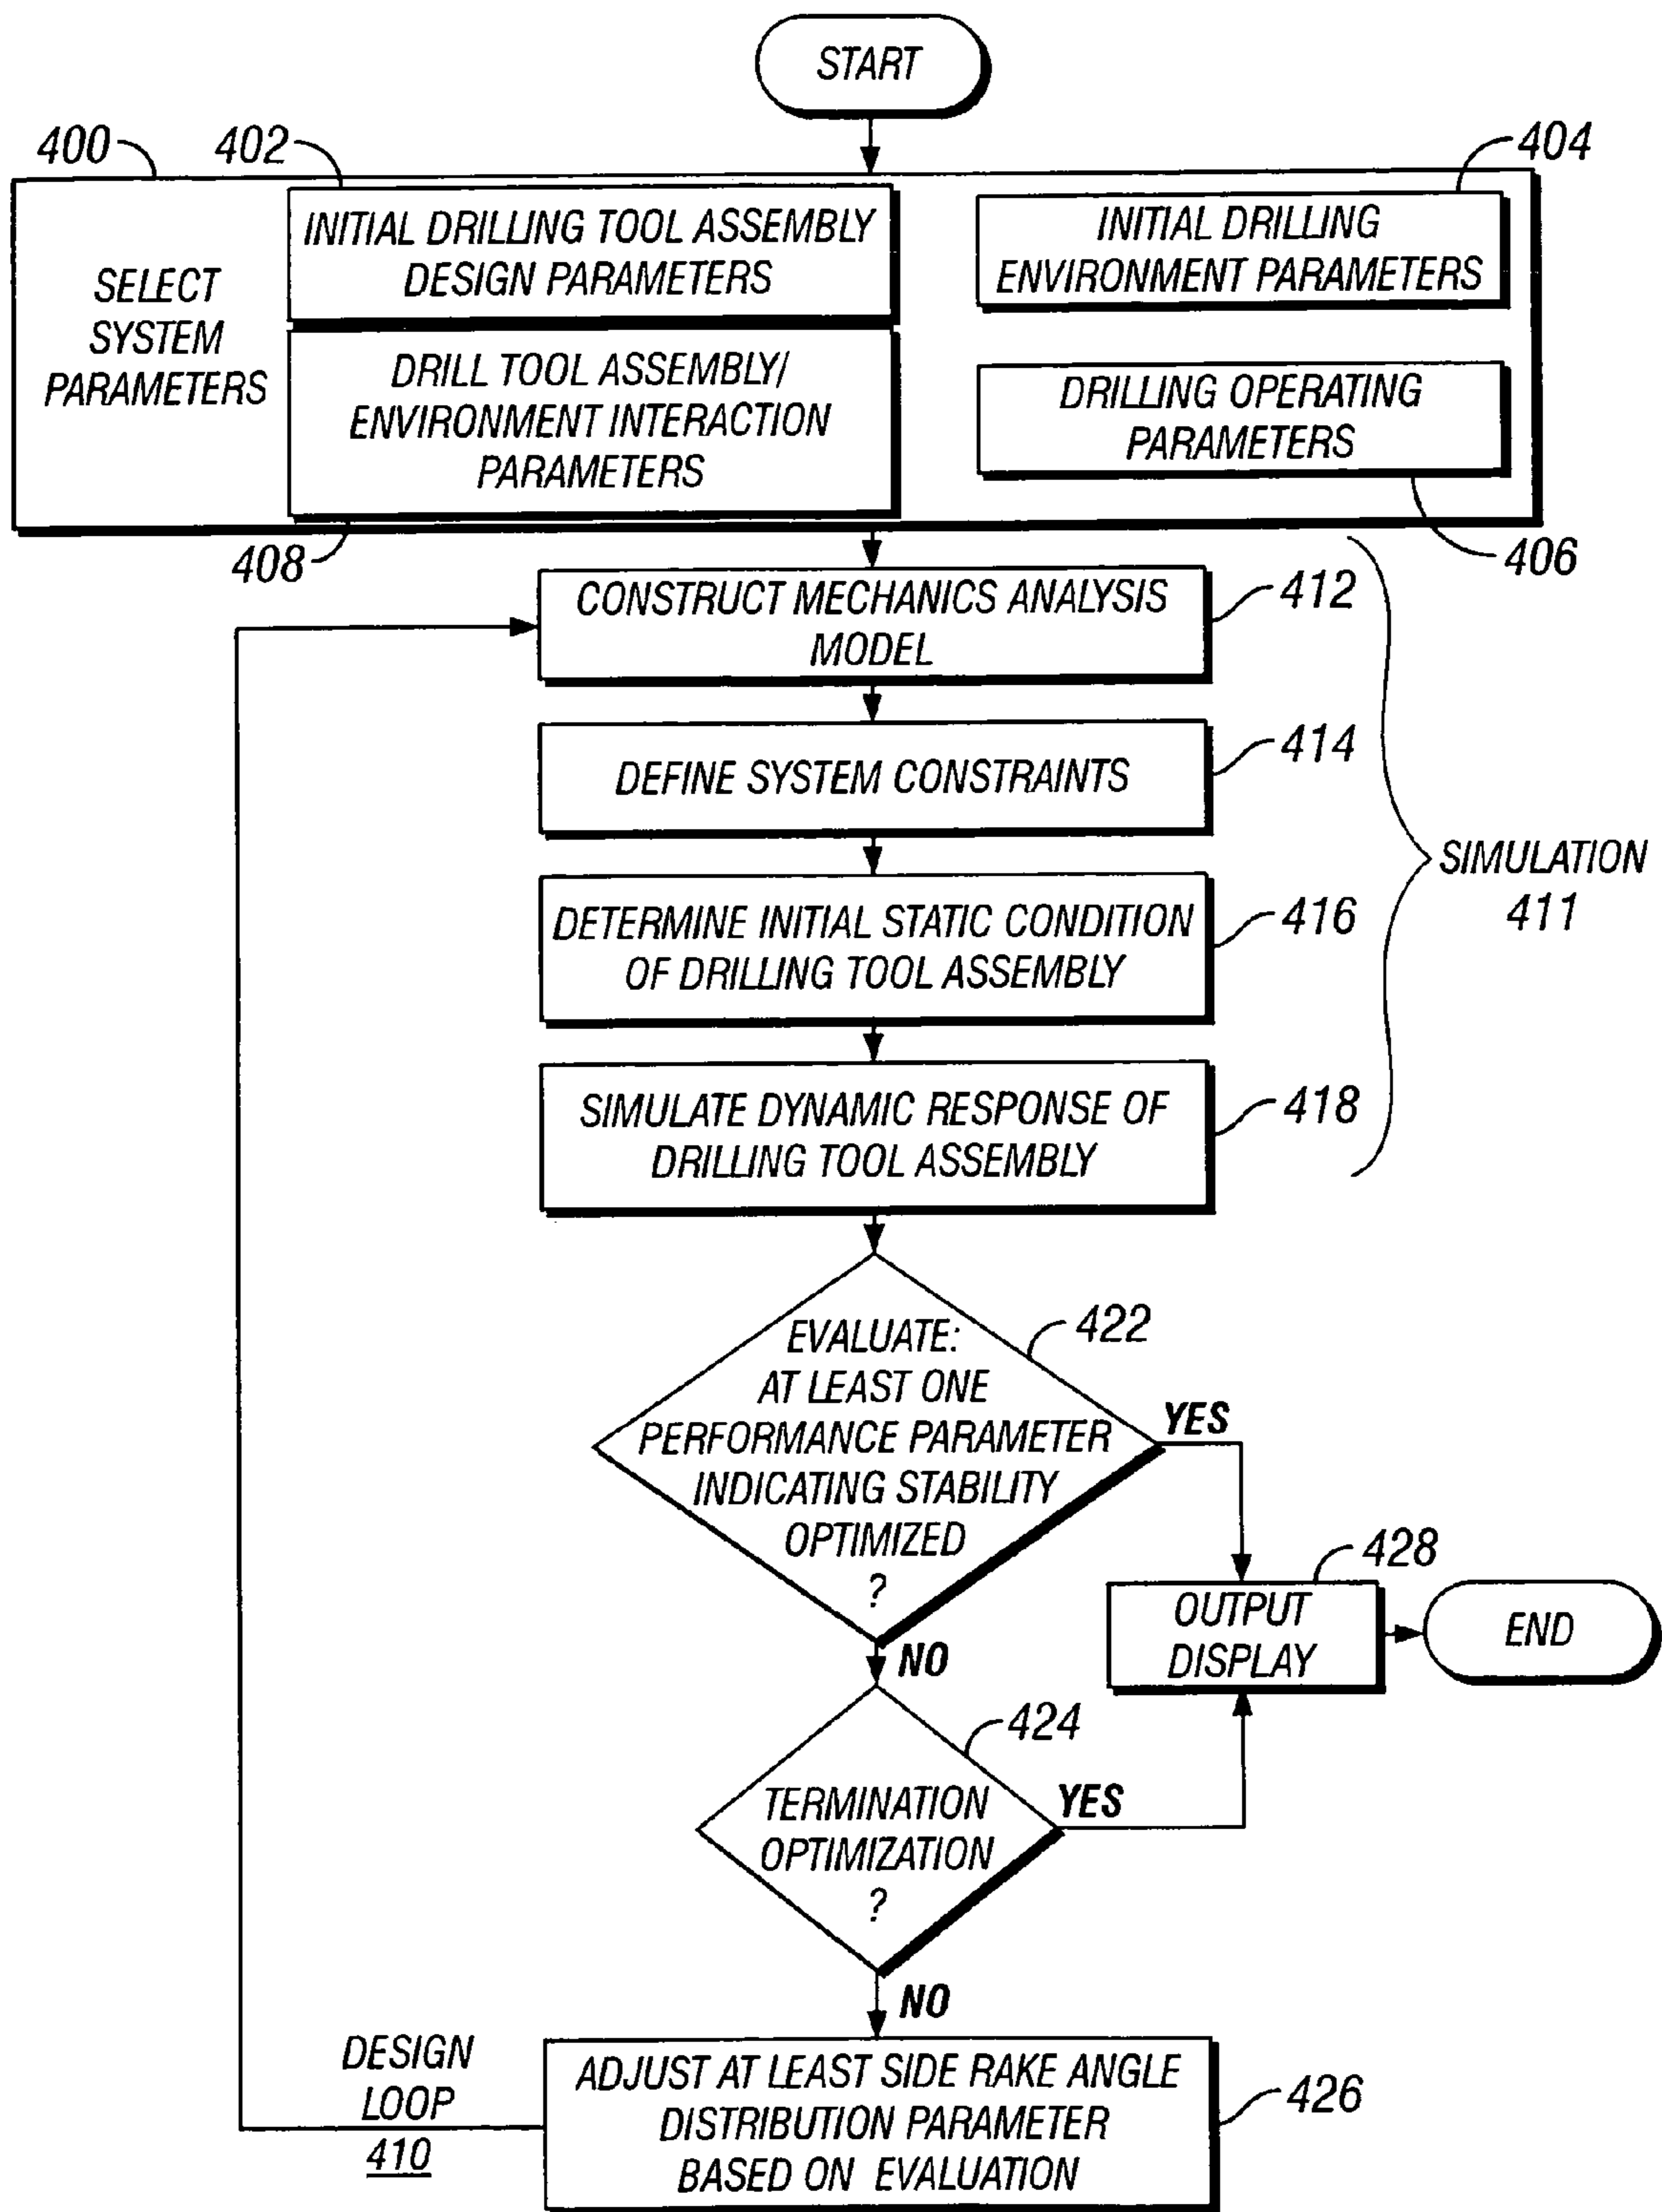 START
400
402
404
SELECT
SYSTEM
PARAMETERS
INITIAL DRILLING TOOL ASSEMBLY
DESIGN PARAMETERS
INITIAL DRILLING
ENVIRONMENT PARAMETERS
DRILL TOOL ASSEMBLY/
ENVIRONMENT INTERACTION
PARAMETERS
DRILLING OPERATING
PARAMETERS
408
406
CONSTRUCT MECHANICS ANALYSIS
MODEL
412
DEFINE SYSTEM CONSTRAINTS
414
SIMULATION
411
DETERMINE INITIAL STATIC CONDITION
OF DRILLING TOOL ASSEMBLY
416
SIMULATE DYNAMIC RESPONSE OF
DRILLING TOOL ASSEMBLY
418
EVALUATE:
AT LEAST ONE
PERFORMANCE PARAMETER
INDICATING STABILITY
OPTIMIZED
?
422
YES
NO
428
OUTPUT
DISPLAY
END
424
TERMINATION
OPTIMIZATION
?
YES
NO
DESIGN
LOOP
410
ADJUST AT LEAST SIDE RAKE ANGLE
DISTRIBUTION PARAMETER
BASED ON EVALUATION
426